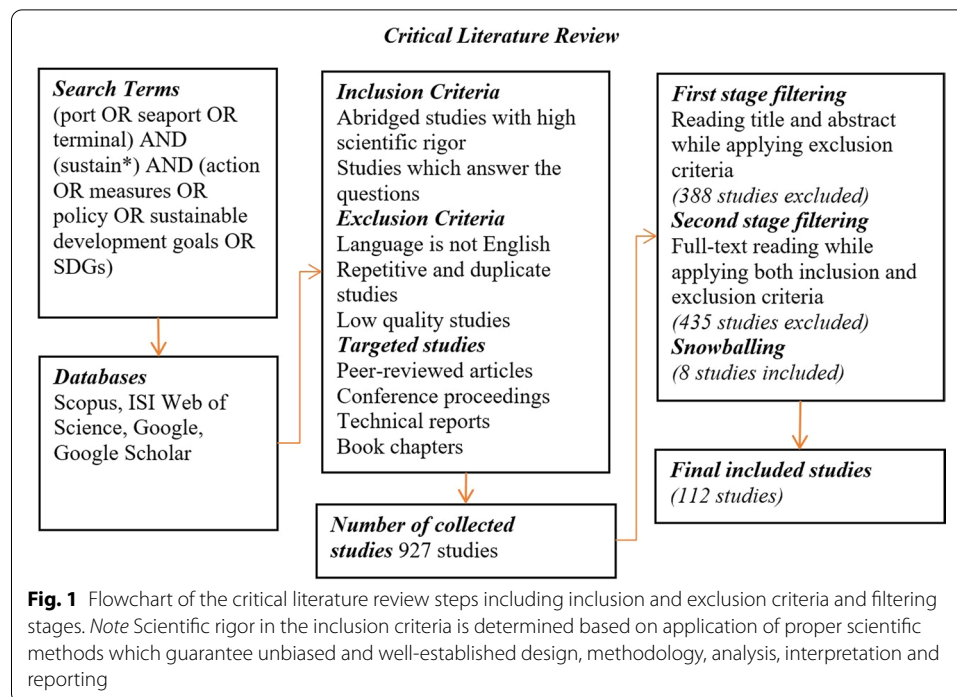 Critical Literature Review
Search Terms
(port OR seaport OR
terminal) AND
(sustain*) AND (action
OR measures OR
policy OR sustainable
development goals OR
SDGs)
Databases
Scopus, ISI Web of
Science, Google,
Google Scholar
Inclusion Criteria
Abridged studies with high
scientific rigor
Studies which answer the
questions
Exclusion Criteria
Language is not English
Repetitive and duplicate
studies
Low quality studies
Targeted studies
Peer-reviewed articles
Conference proceedings
Technical reports
Book chapters
Number of collected
studies 927 studies
First stage filtering
Reading title and abstract
while applying exclusion
criteria
(388 studies excluded)
Second stage filtering
Full-text reading while
applying both inclusion and
exclusion criteria
(435 studies excluded)
Snowballing
(8 studies included)
Final included studies
(112 studies)
Fig. 1 Flowchart of the critical literature review steps including inclusion and exclusion criteria and filtering
stages. Note Scientific rigor in the inclusion criteria is determined based on application of proper scientific
methods which guarantee unbiased and well-established design, methodology, analysis, interpretation and
reporting